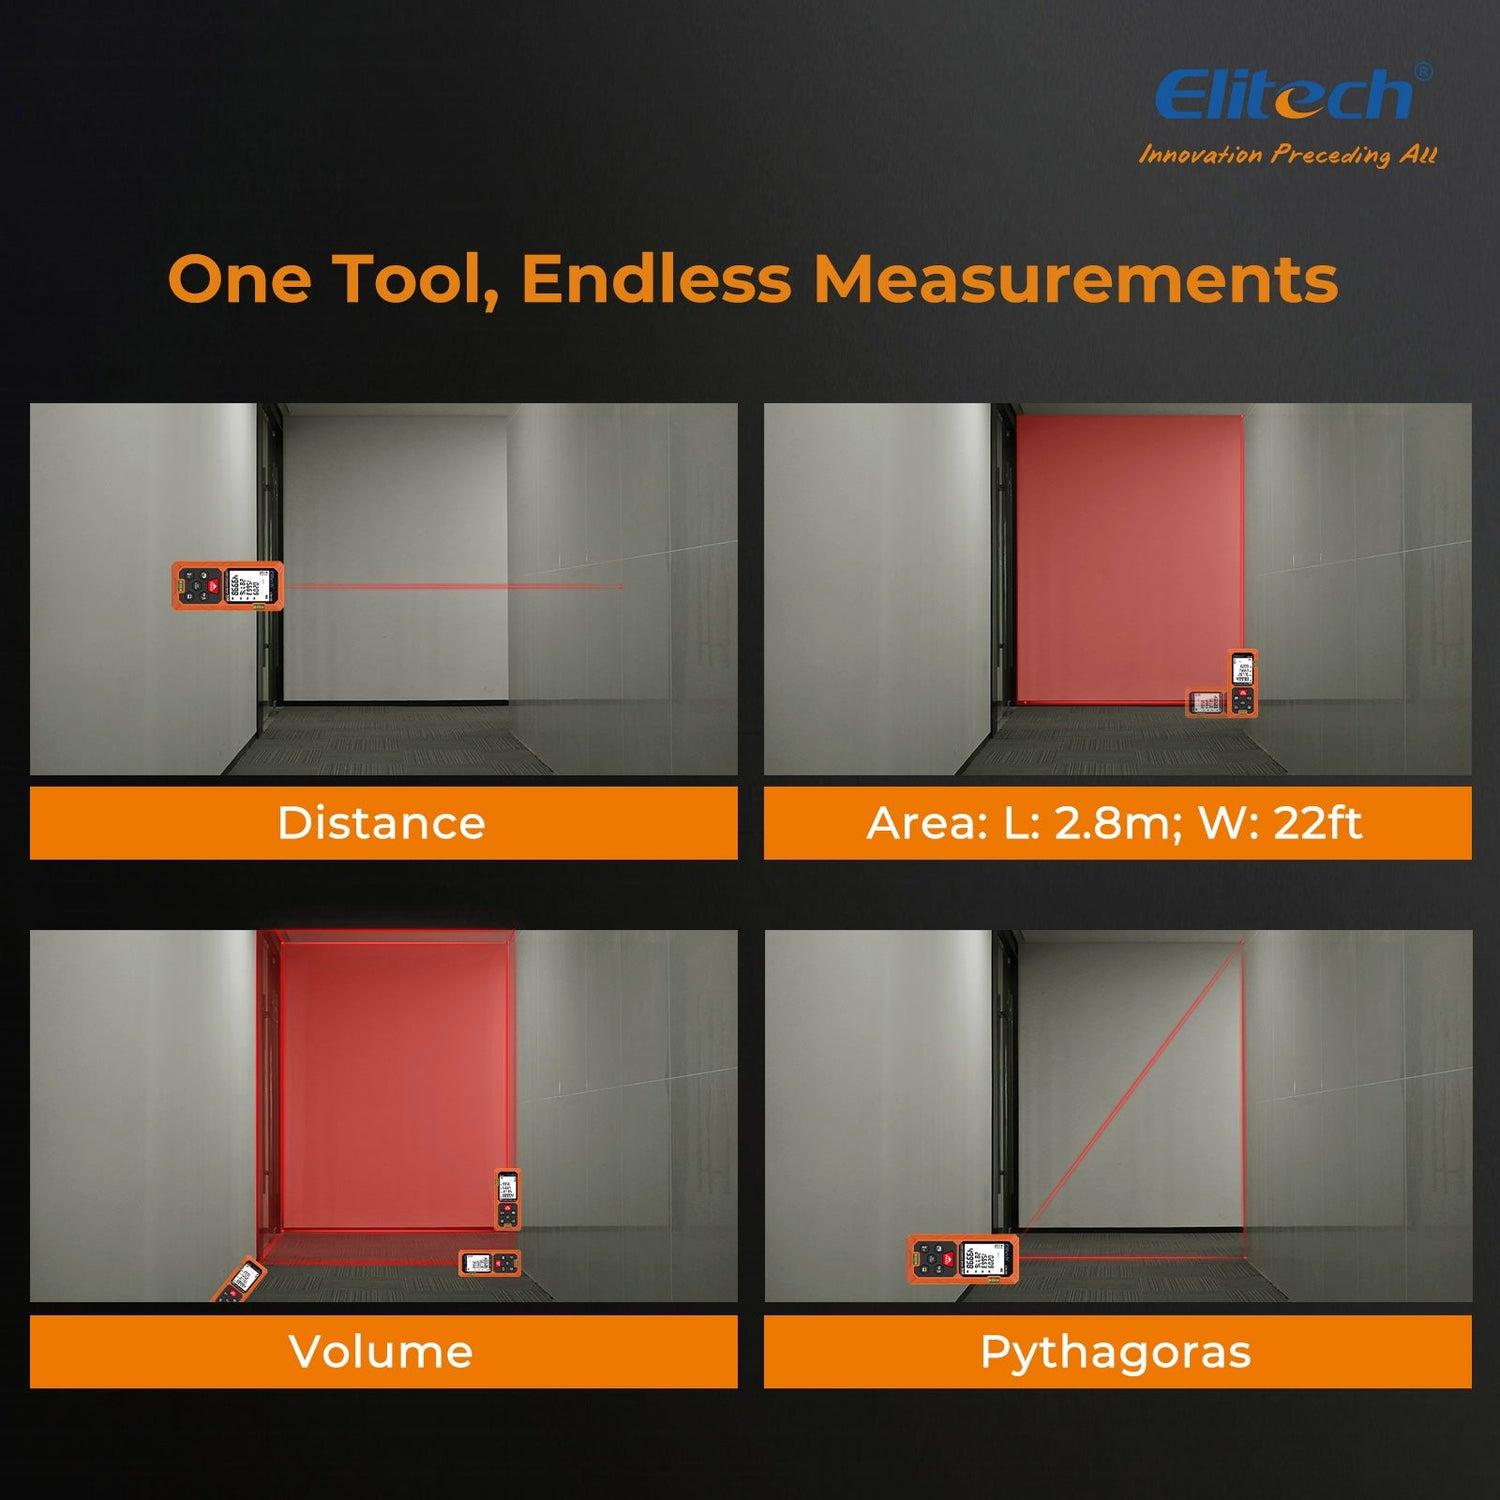 Elitech®
Innovation Preceding All
One Tool, Endless Measurements
Distance
Area: L: 2.8m; W: 22ft
Volume
Pythagoras